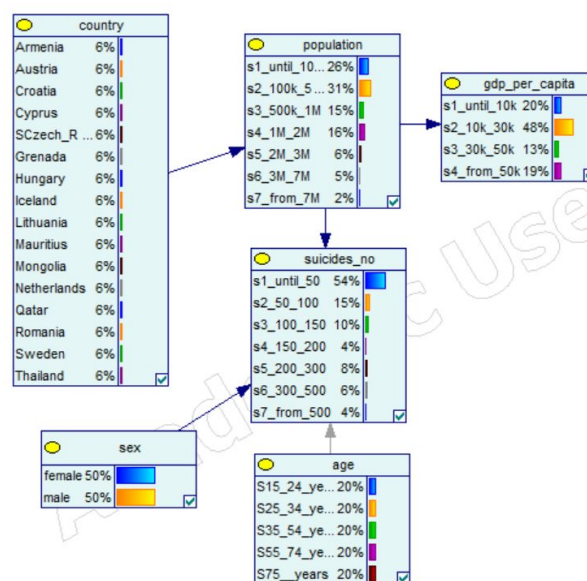 country
Armenia 6%
Austria 6%
Croatia 6%
Cyprus 6%
SCzech_R ... 6%
Grenada 6%
Hungary 6%
Iceland 6%
Lithuania 6%
Mauritius 6%
Mongolia 6%
Netherlands 6%
Qatar 6%
Romania 6%
Sweden 6%
Thailand 6%
population
s1_until_10... 26%
s2_100k_5 ... 31%
s3_500k_1M 15%
s4_1M_2M 16%
s5_2M_3M 6%
s6_3M_7M 5%
s7_from_7M 2%
gdp_per_capita
s1_until_10k 20%
s2_10k_30k 48%
s3_30k_50k 13%
s4_from_50k 19%
suicides_no
s1_until_50 54%
s2_50_100 15%
s3_100_150 10%
s4_150_200 4%
s5_200_300 8%
s6_300_500 6%
s7_from_500 4%
sex
female 50%
male 50%
age
S15_24_ye... 20%
S25_34_ye... 20%
S35_54_ye... 20%
S55_74_ye... 20%
S75__years 20%